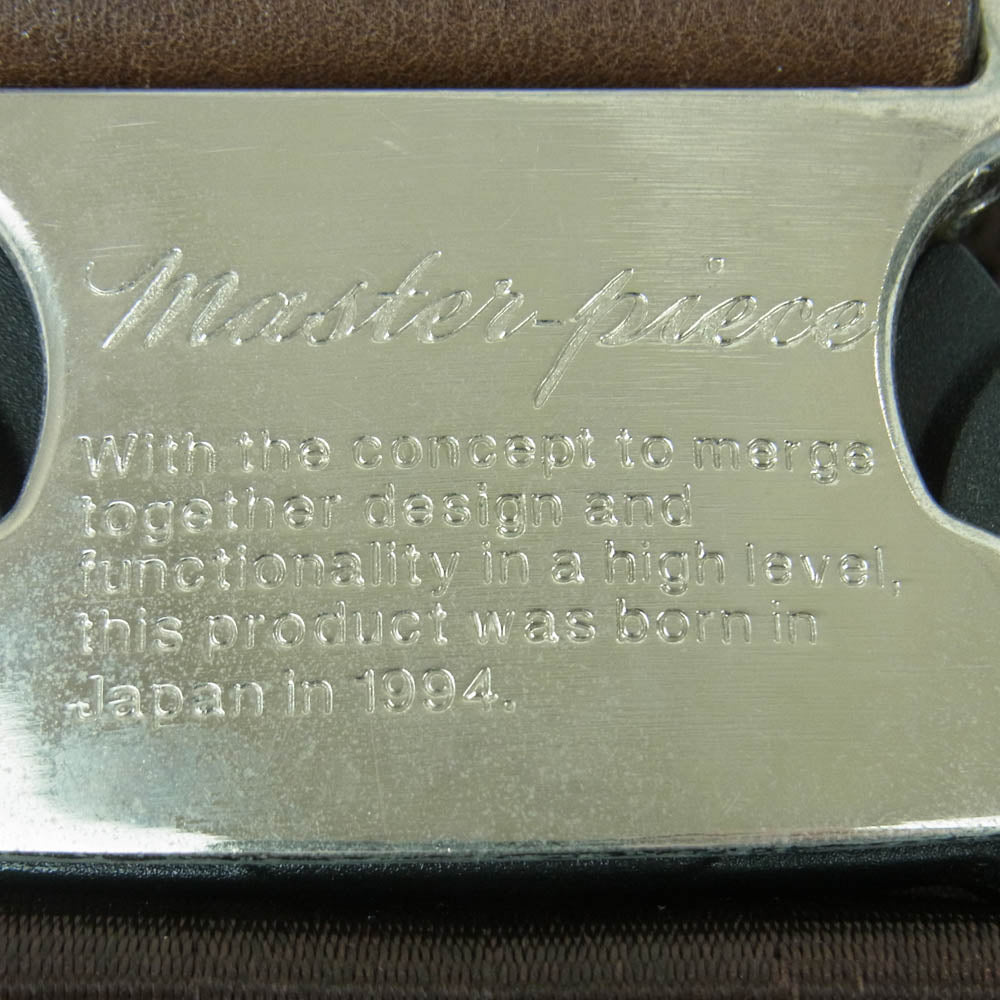 Master-piece
With the concept to merge
together design and
functionality in a high level,
this product was born in
Japan in 1994.